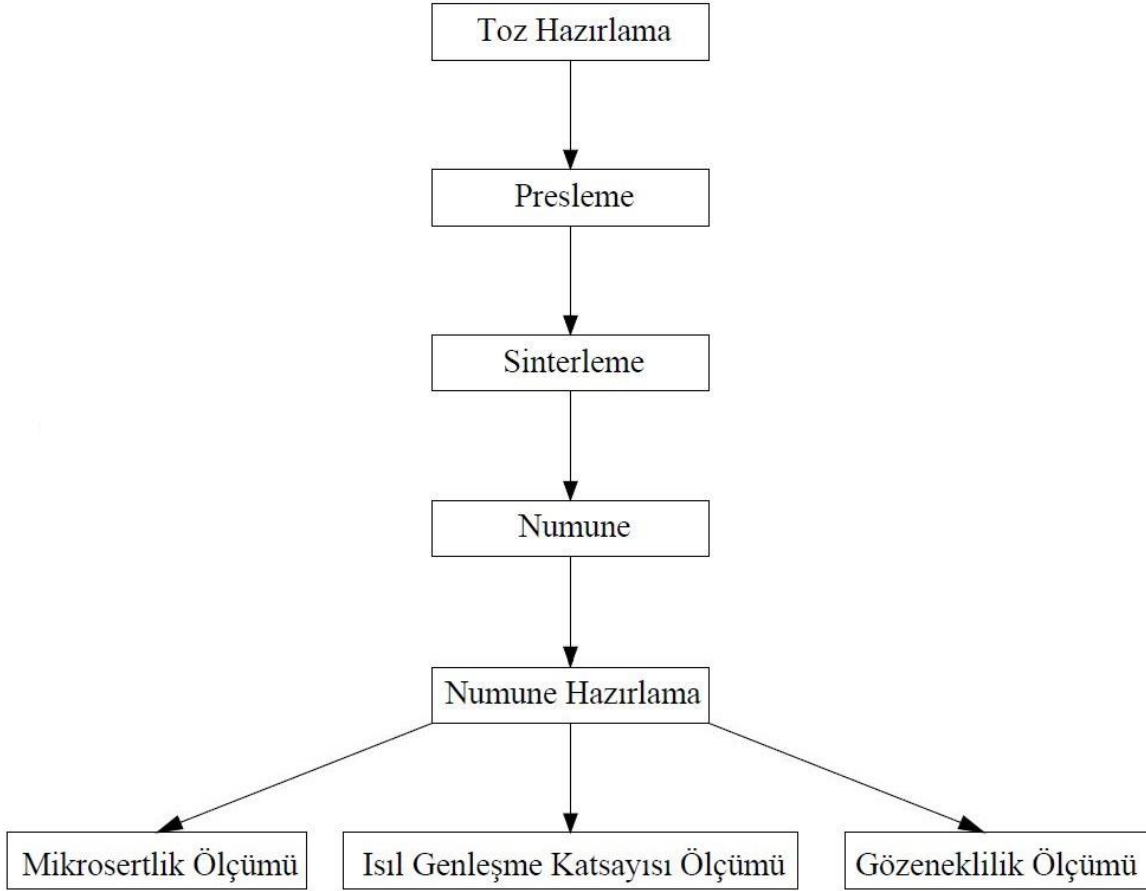 Toz Hazırlama
Presleme
Sinterleme
Numune
Numune Hazırlama
Mikrosertlik Ölçümü
Isıl Genleşme Katsayısı Ölçümü
Gözeneklilik Ölçümü